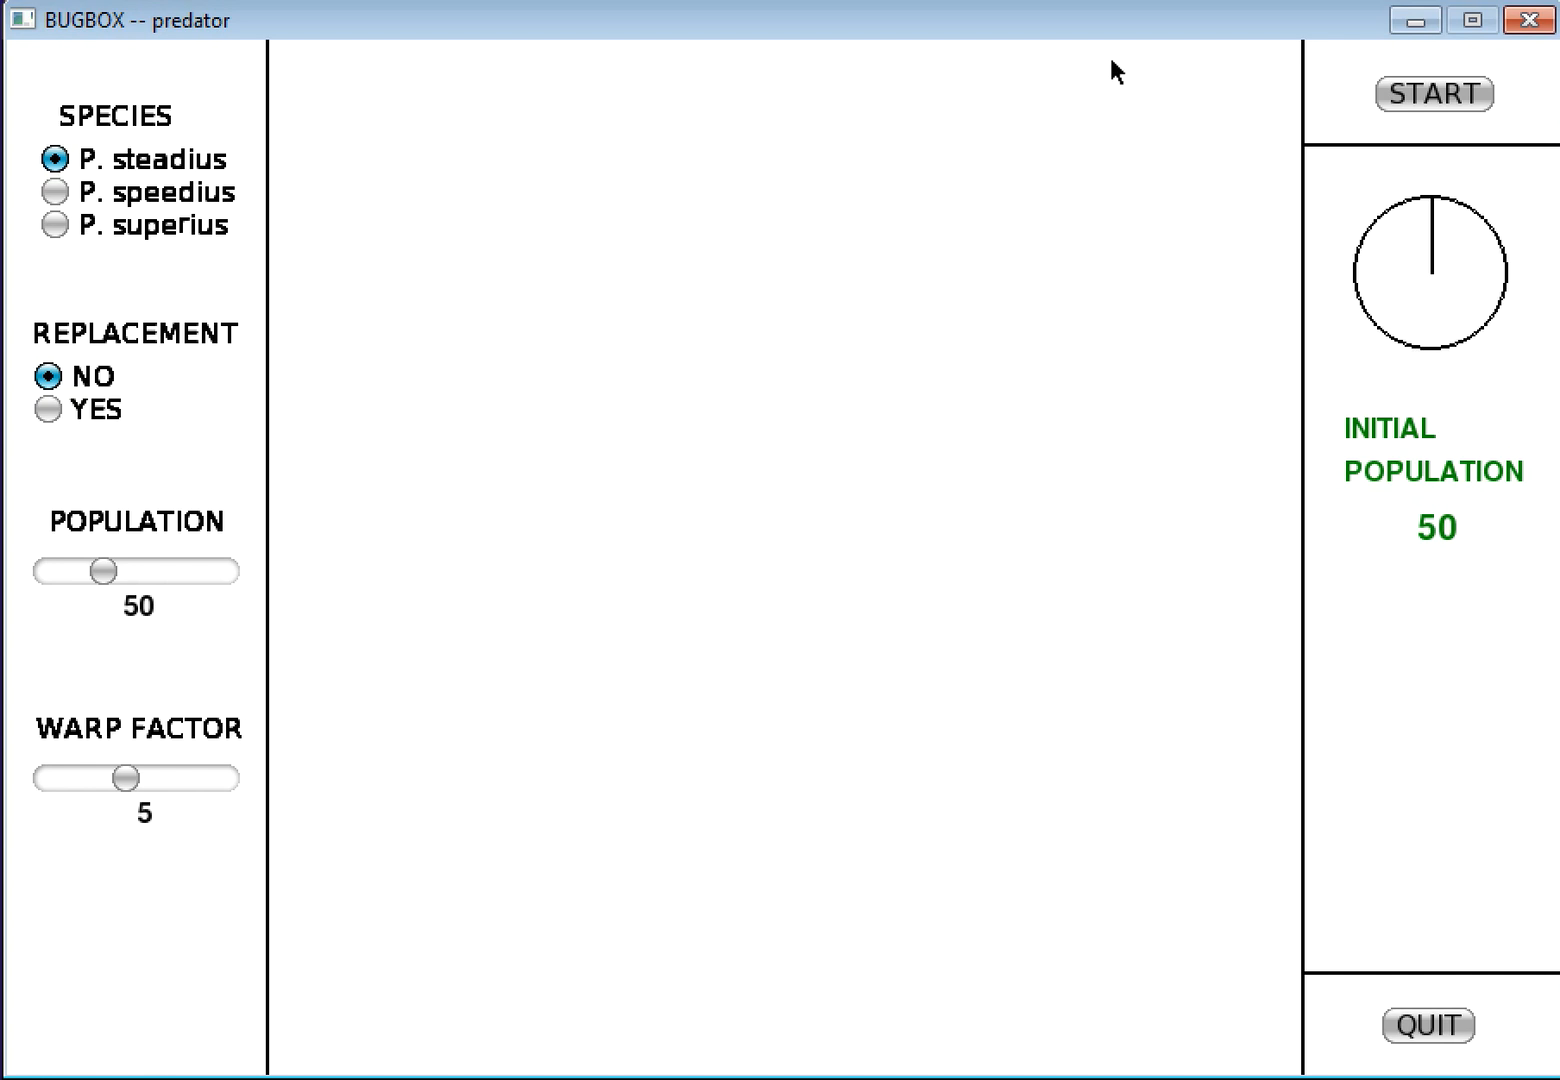 BUGBOX -- predator
SPECIES
P. steadius
P. speedius
P. superius
REPLACEMENT
NO
YES
POPULATION
50
WARP FACTOR
5
START
INITIAL
POPULATION
50
QUIT